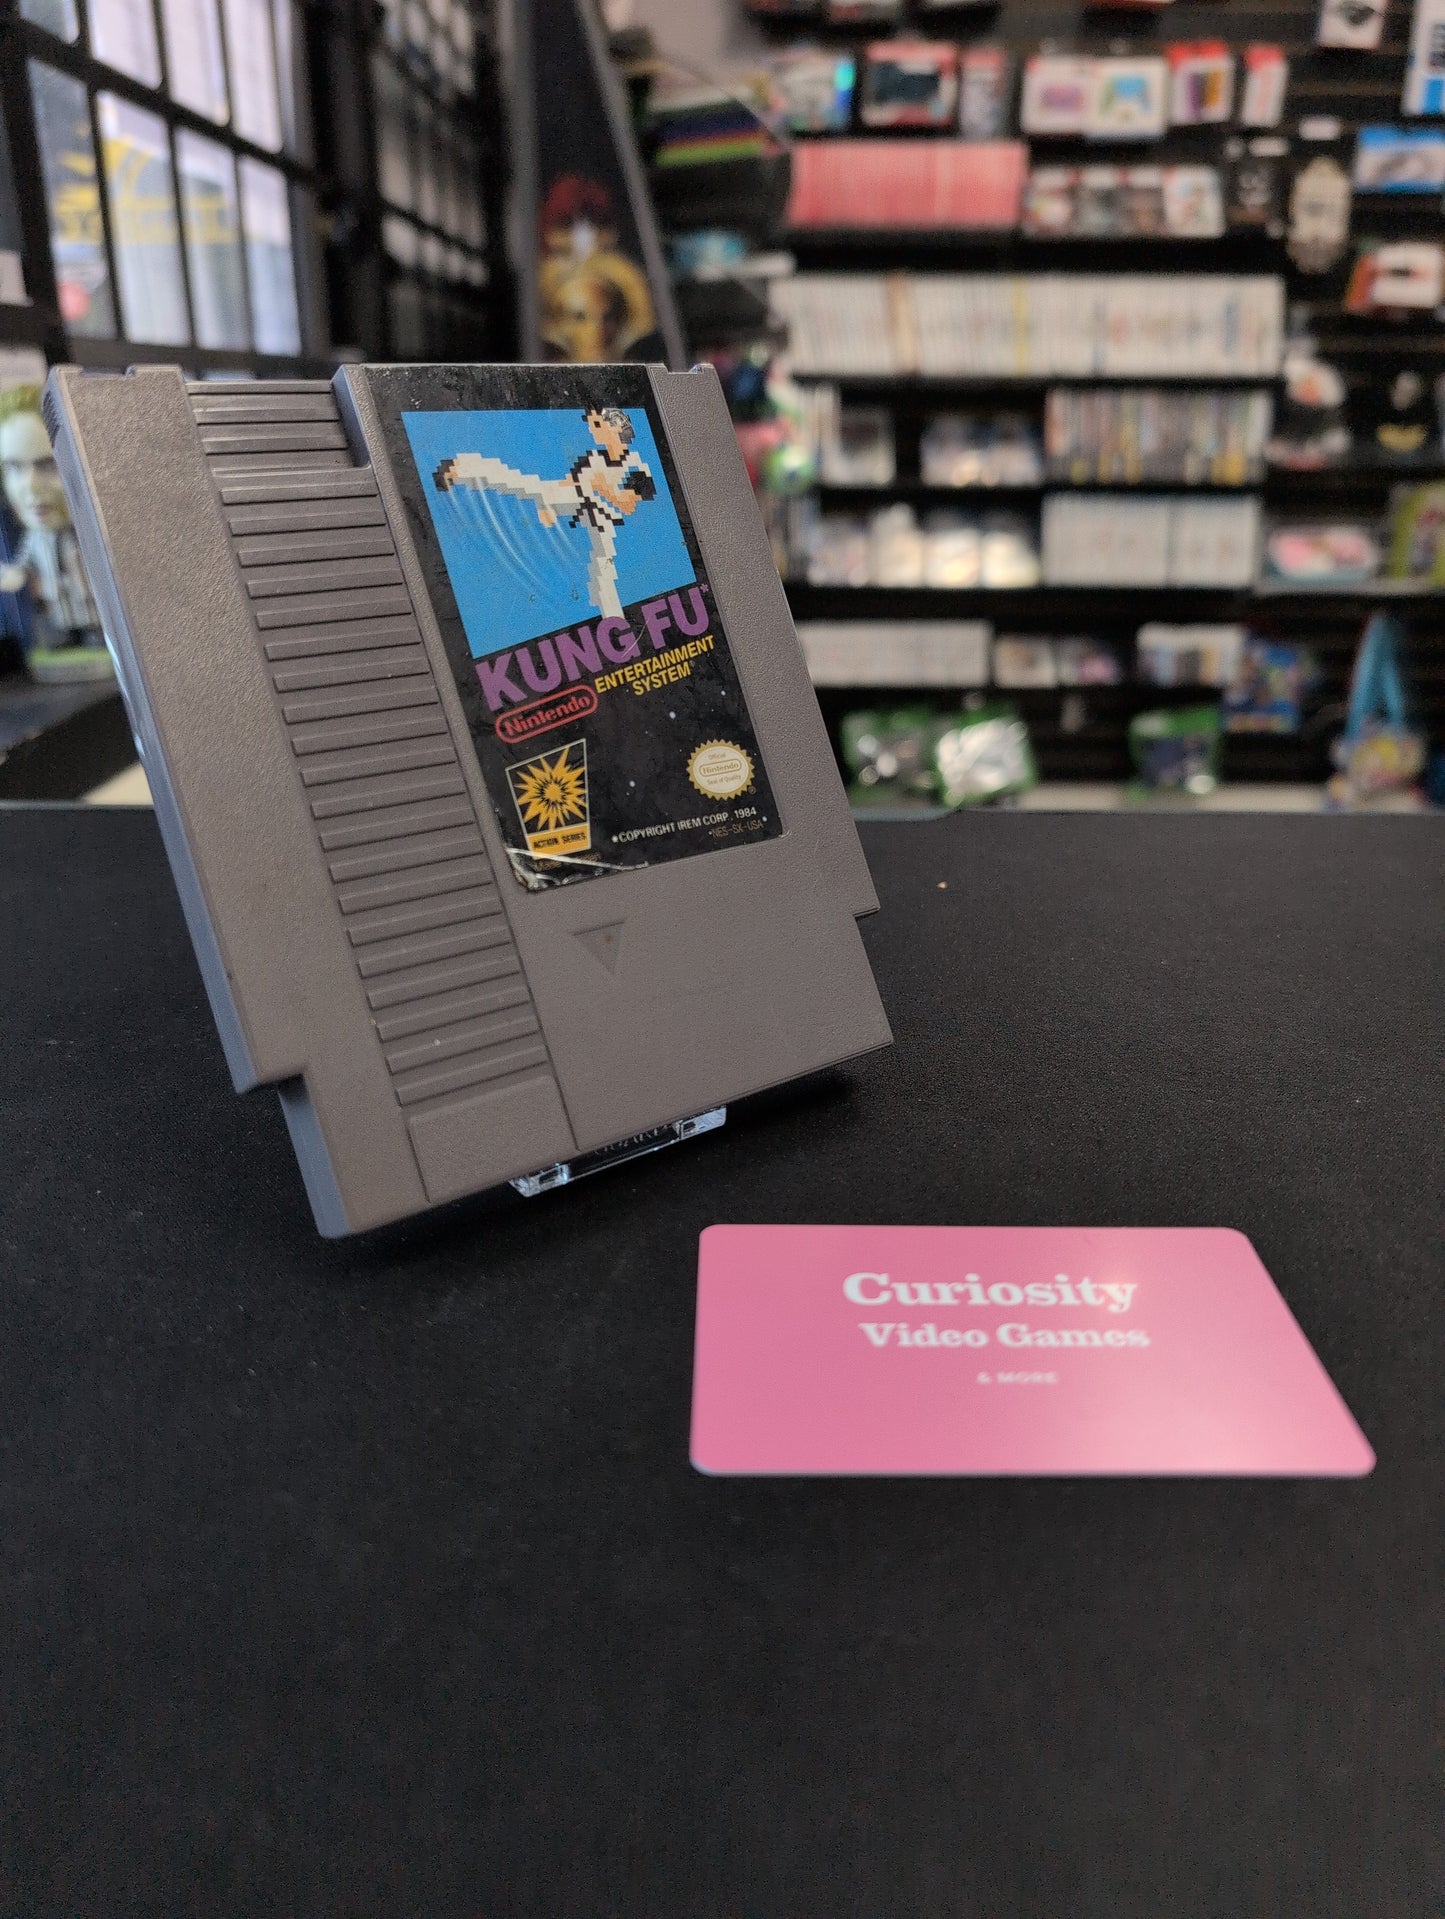 KUNG FU*
ENTERTAINMENT
SYSTEM®
Nintendo
ACTION SERIES
Official
Nintendo
Seal of Quality
®
•COPYRIGHT IREM CORP. 1984
•NES-SX-USA•
Curiosity
Video Games
& MORE